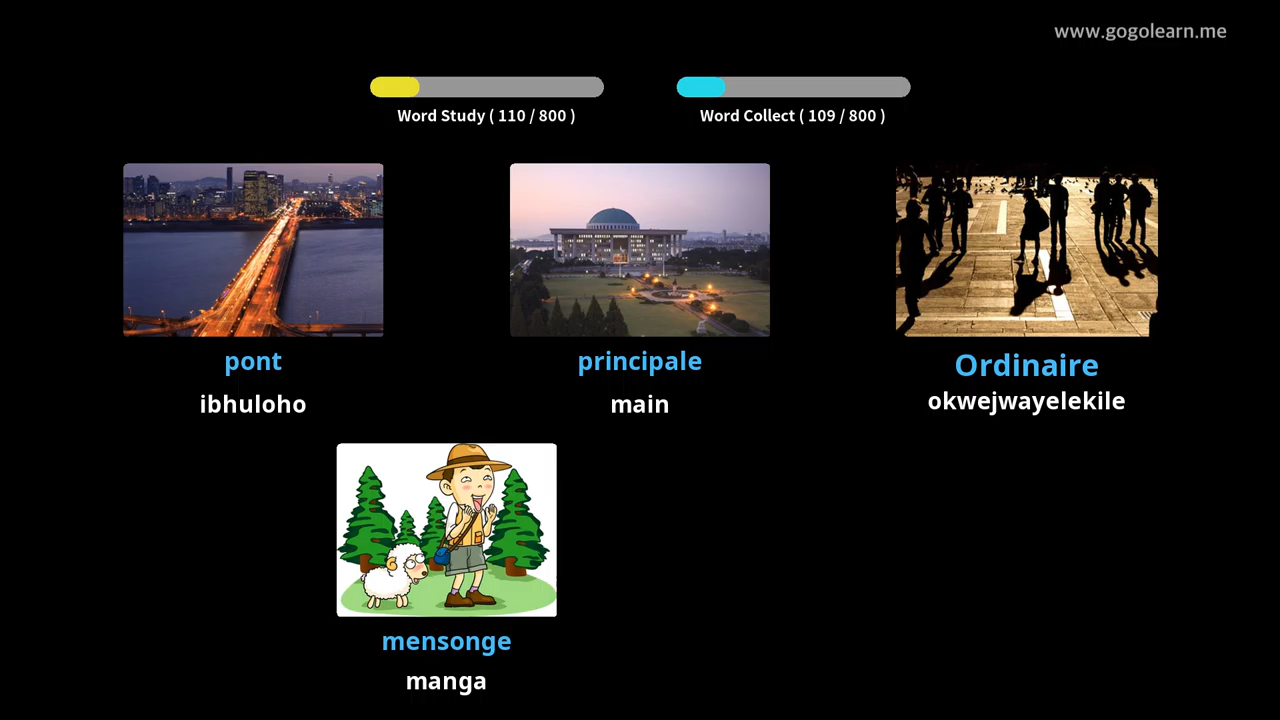 www.gogolearn.me
Word Study ( 110 / 800 )
Word Collect ( 109 / 800 )
pont
principale
Ordinaire
ibhuloho
main
okwejwayelekile
mensonge
manga